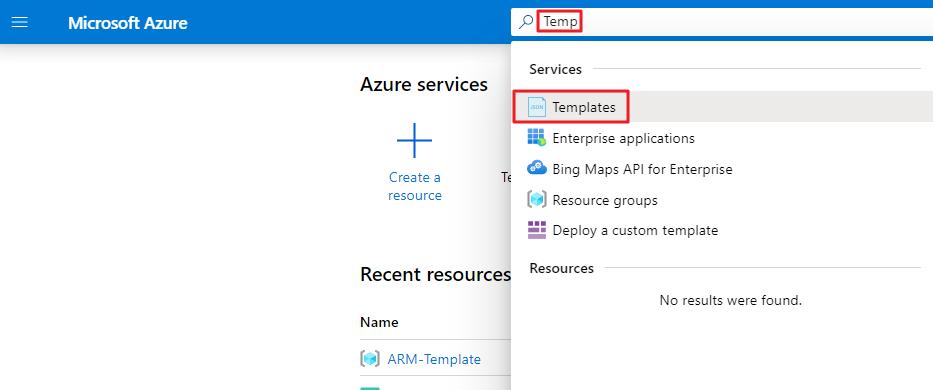 Microsoft Azure
Temp
Azure services
Create a
resource
Te
Recent resources
Name
ARM-Template
Services
JSON
Templates
Enterprise applications
Bing Maps API for Enterprise
Resource groups
Deploy a custom template
Resources
No results were found.